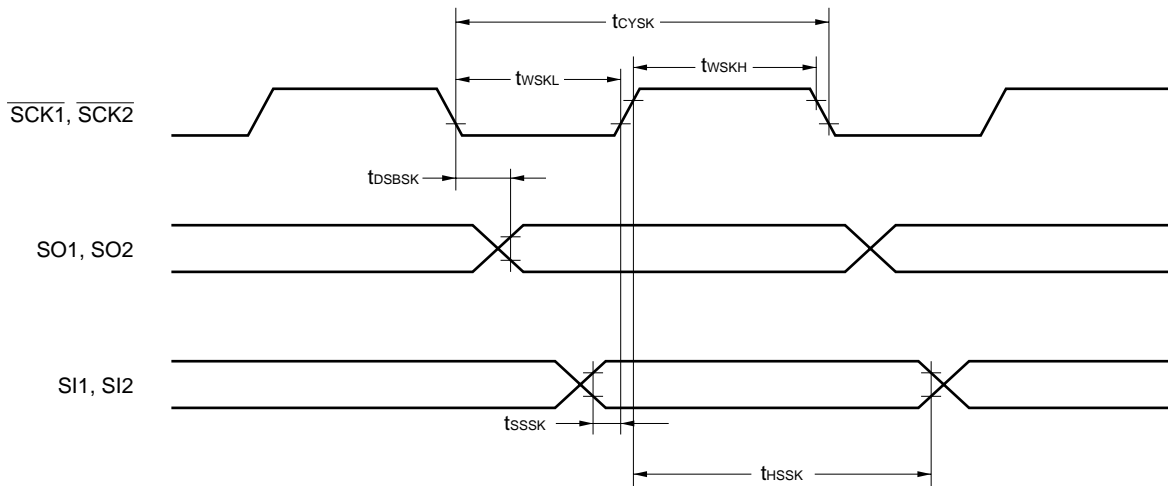 tCYSK
tWSKL
tWSKH
SCK1, SCK2
tDSBSK
SO1, SO2
SI1, SI2
tSSSK
tHSSK